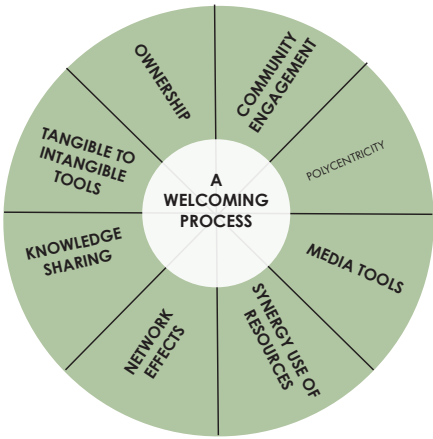 A
WELCOMING
PROCESS
COMMUNITY
ENGAGEMENT
POLYCENTRICITY
MEDIA TOOLS
SYNERGY USE OF
RESOURCES
NETWORK
EFFECTS
KNOWLEDGE
SHARING
TANGIBLE TO
INTANGIBLE
TOOLS
OWNERSHIP